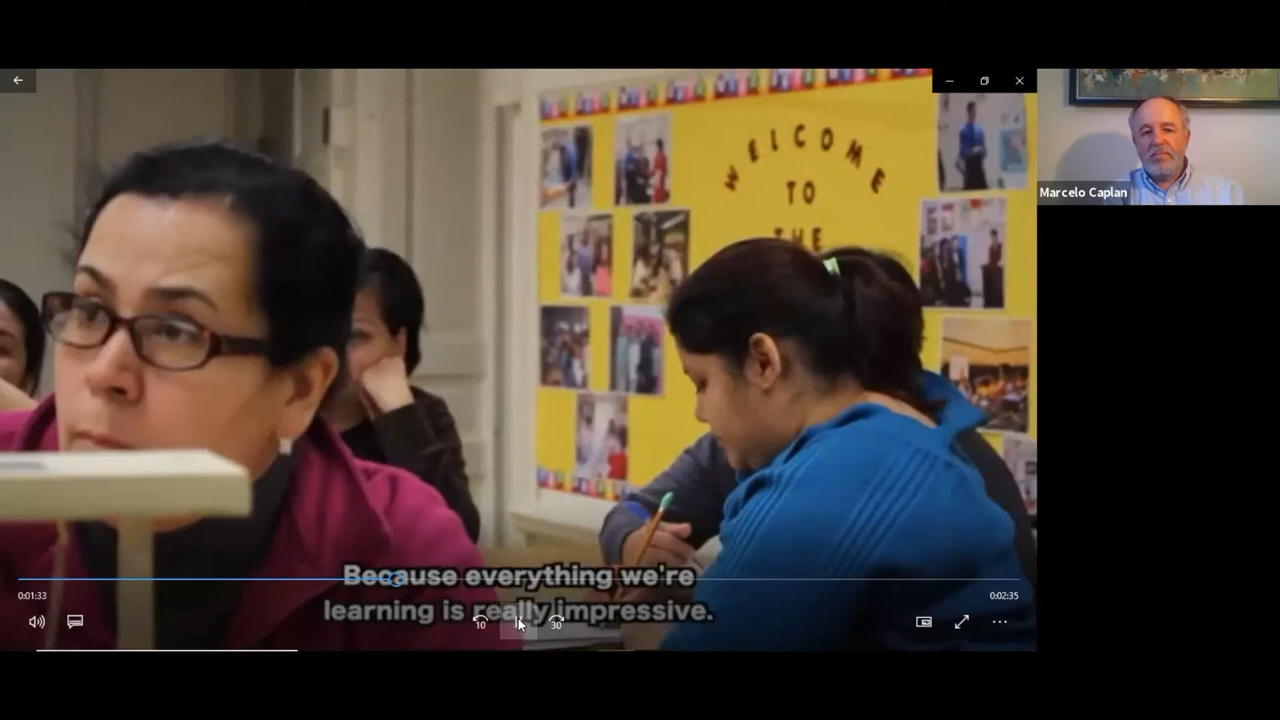 WELCOME
TO
THE
Marcelo Caplan
Because everything we're
learning is really impressive.
0:01:33
0:02:35
10
30